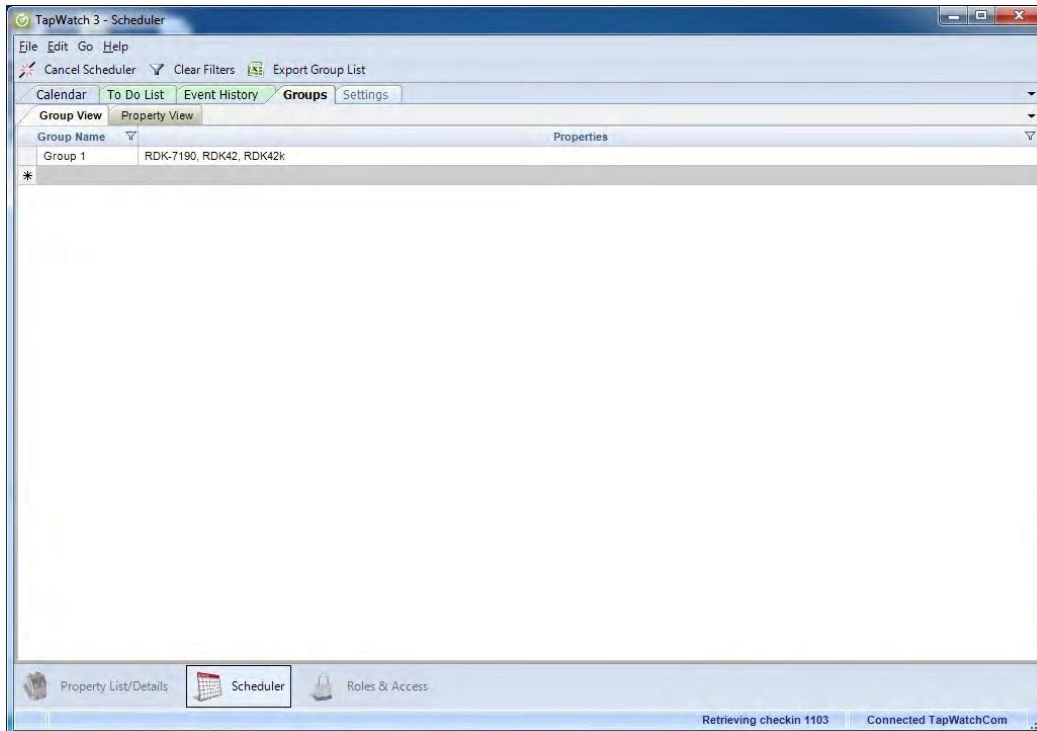 TapWatch 3 - Scheduler
File Edit Go Help
Cancel Scheduler Clear Filters Export Group List
Calendar To Do List Event History Groups Settings
Group View Property View
Group Name Properties
Group 1 RDK-7190, RDK42, RDK42k
*
Property List/Details Scheduler Roles & Access
Retrieving checkin 1103 Connected TapWatchCom